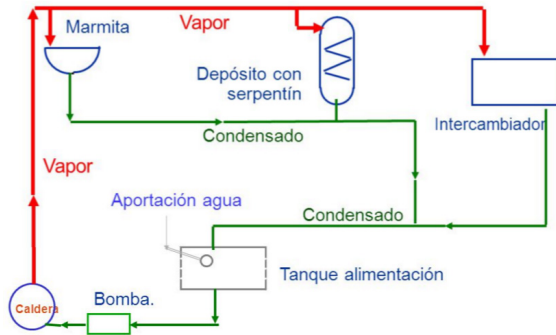 Marmita
Vapor
Depósito con
serpentín
Intercambiador
Condensado
Vapor
Aportación agua
Condensado
Tanque alimentación
Caldera
Bomba.